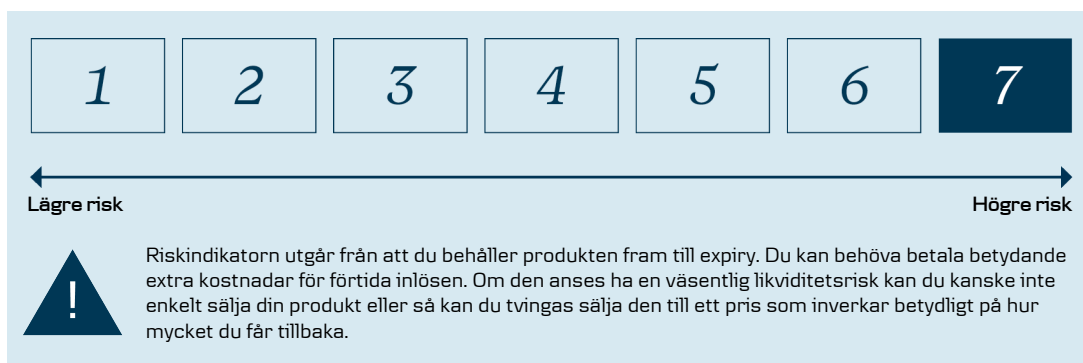 1 2 3 4 5 6 7
Lägre risk Högre risk
! Riskindikatorn utgår från att du behåller produkten fram till expiry. Du kan behöva betala betydande
extra kostnadar för förtida inlösen. Om den anses ha en väsentlig likviditetsrisk kan du kanske inte
enkelt sälja din produkt eller så kan du tvingas sälja den till ett pris som inverkar betydligt på hur
mycket du får tillbaka.